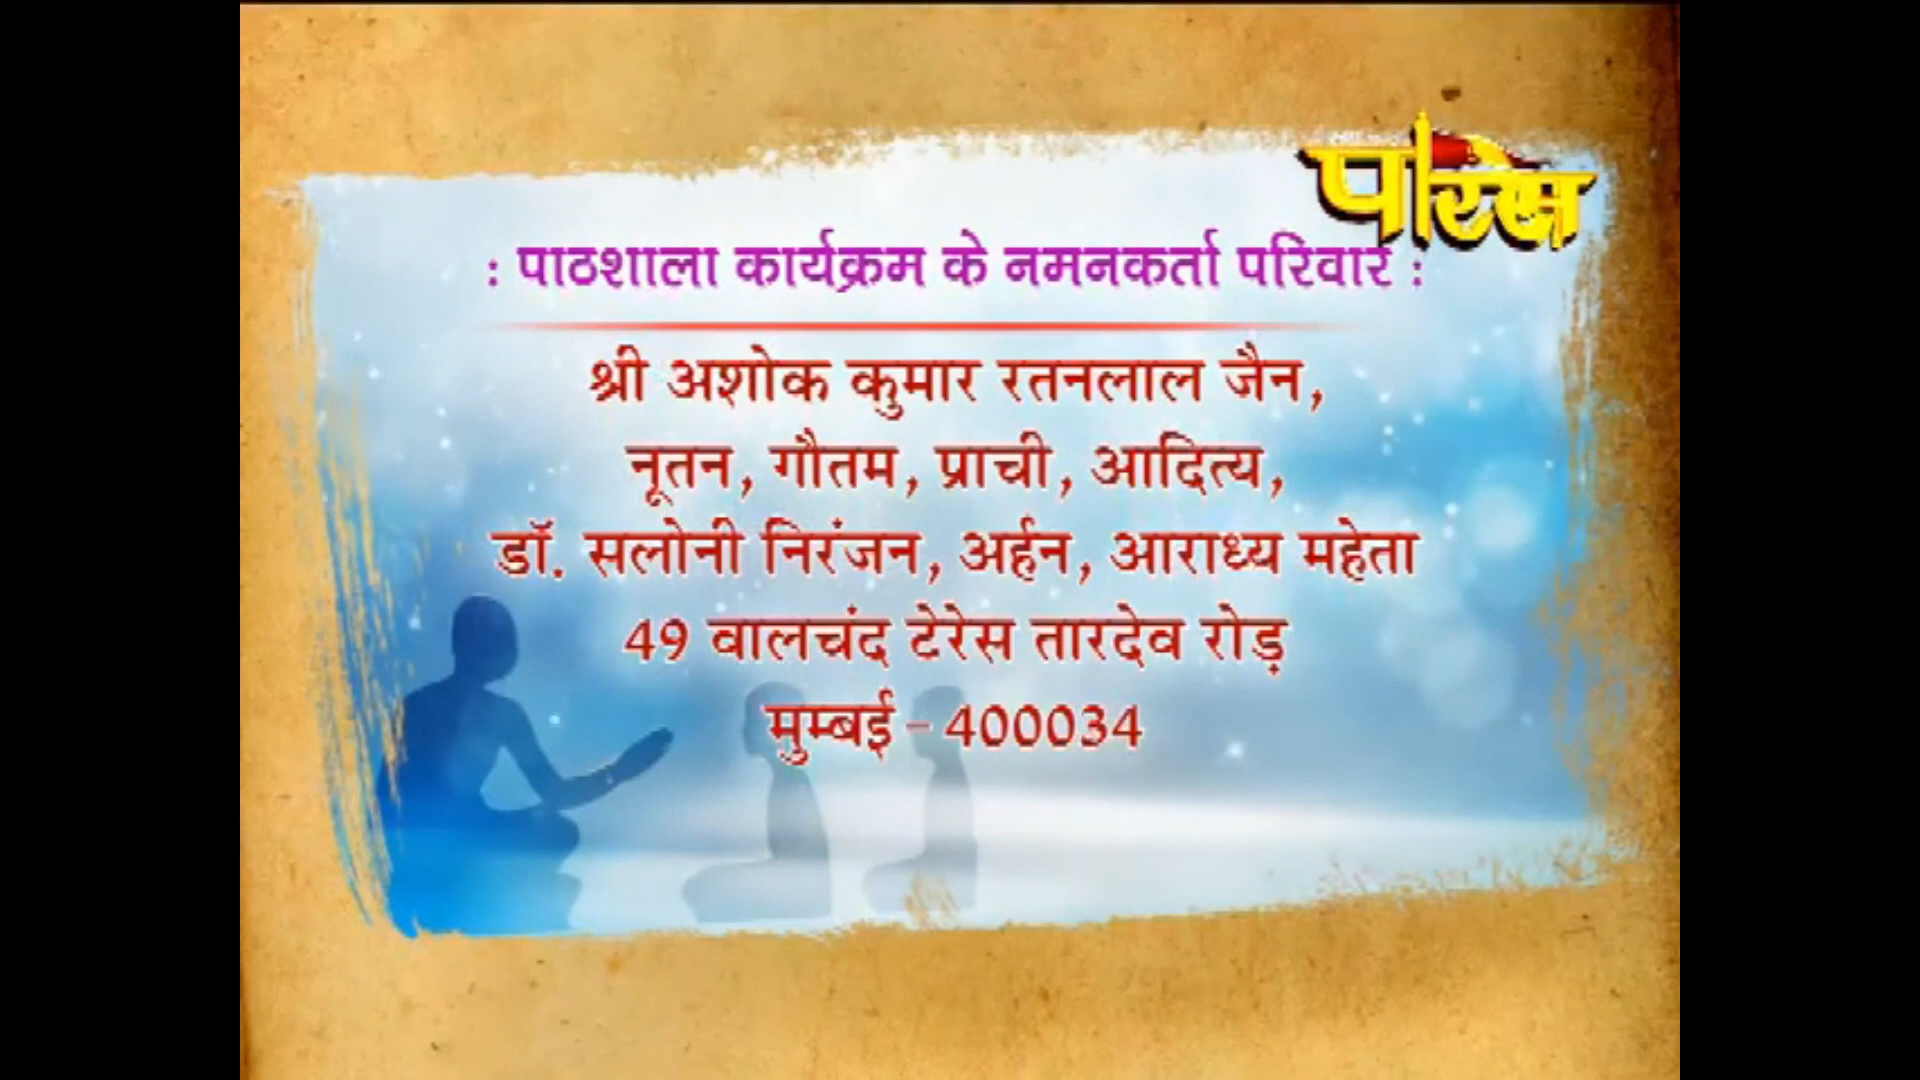 पारस
: पाठशाला कार्यक्रम के नमनकर्ता परिवार :
श्री अशोक कुमार रतनलाल जैन,
नूतन, गौतम, प्राची, आदित्य,
डॉ. सलोनी निरंजन, अर्हन, आराध्य महेता
49 वालचंद टेरेस तारदेव रोड़
मुम्बई - 400034